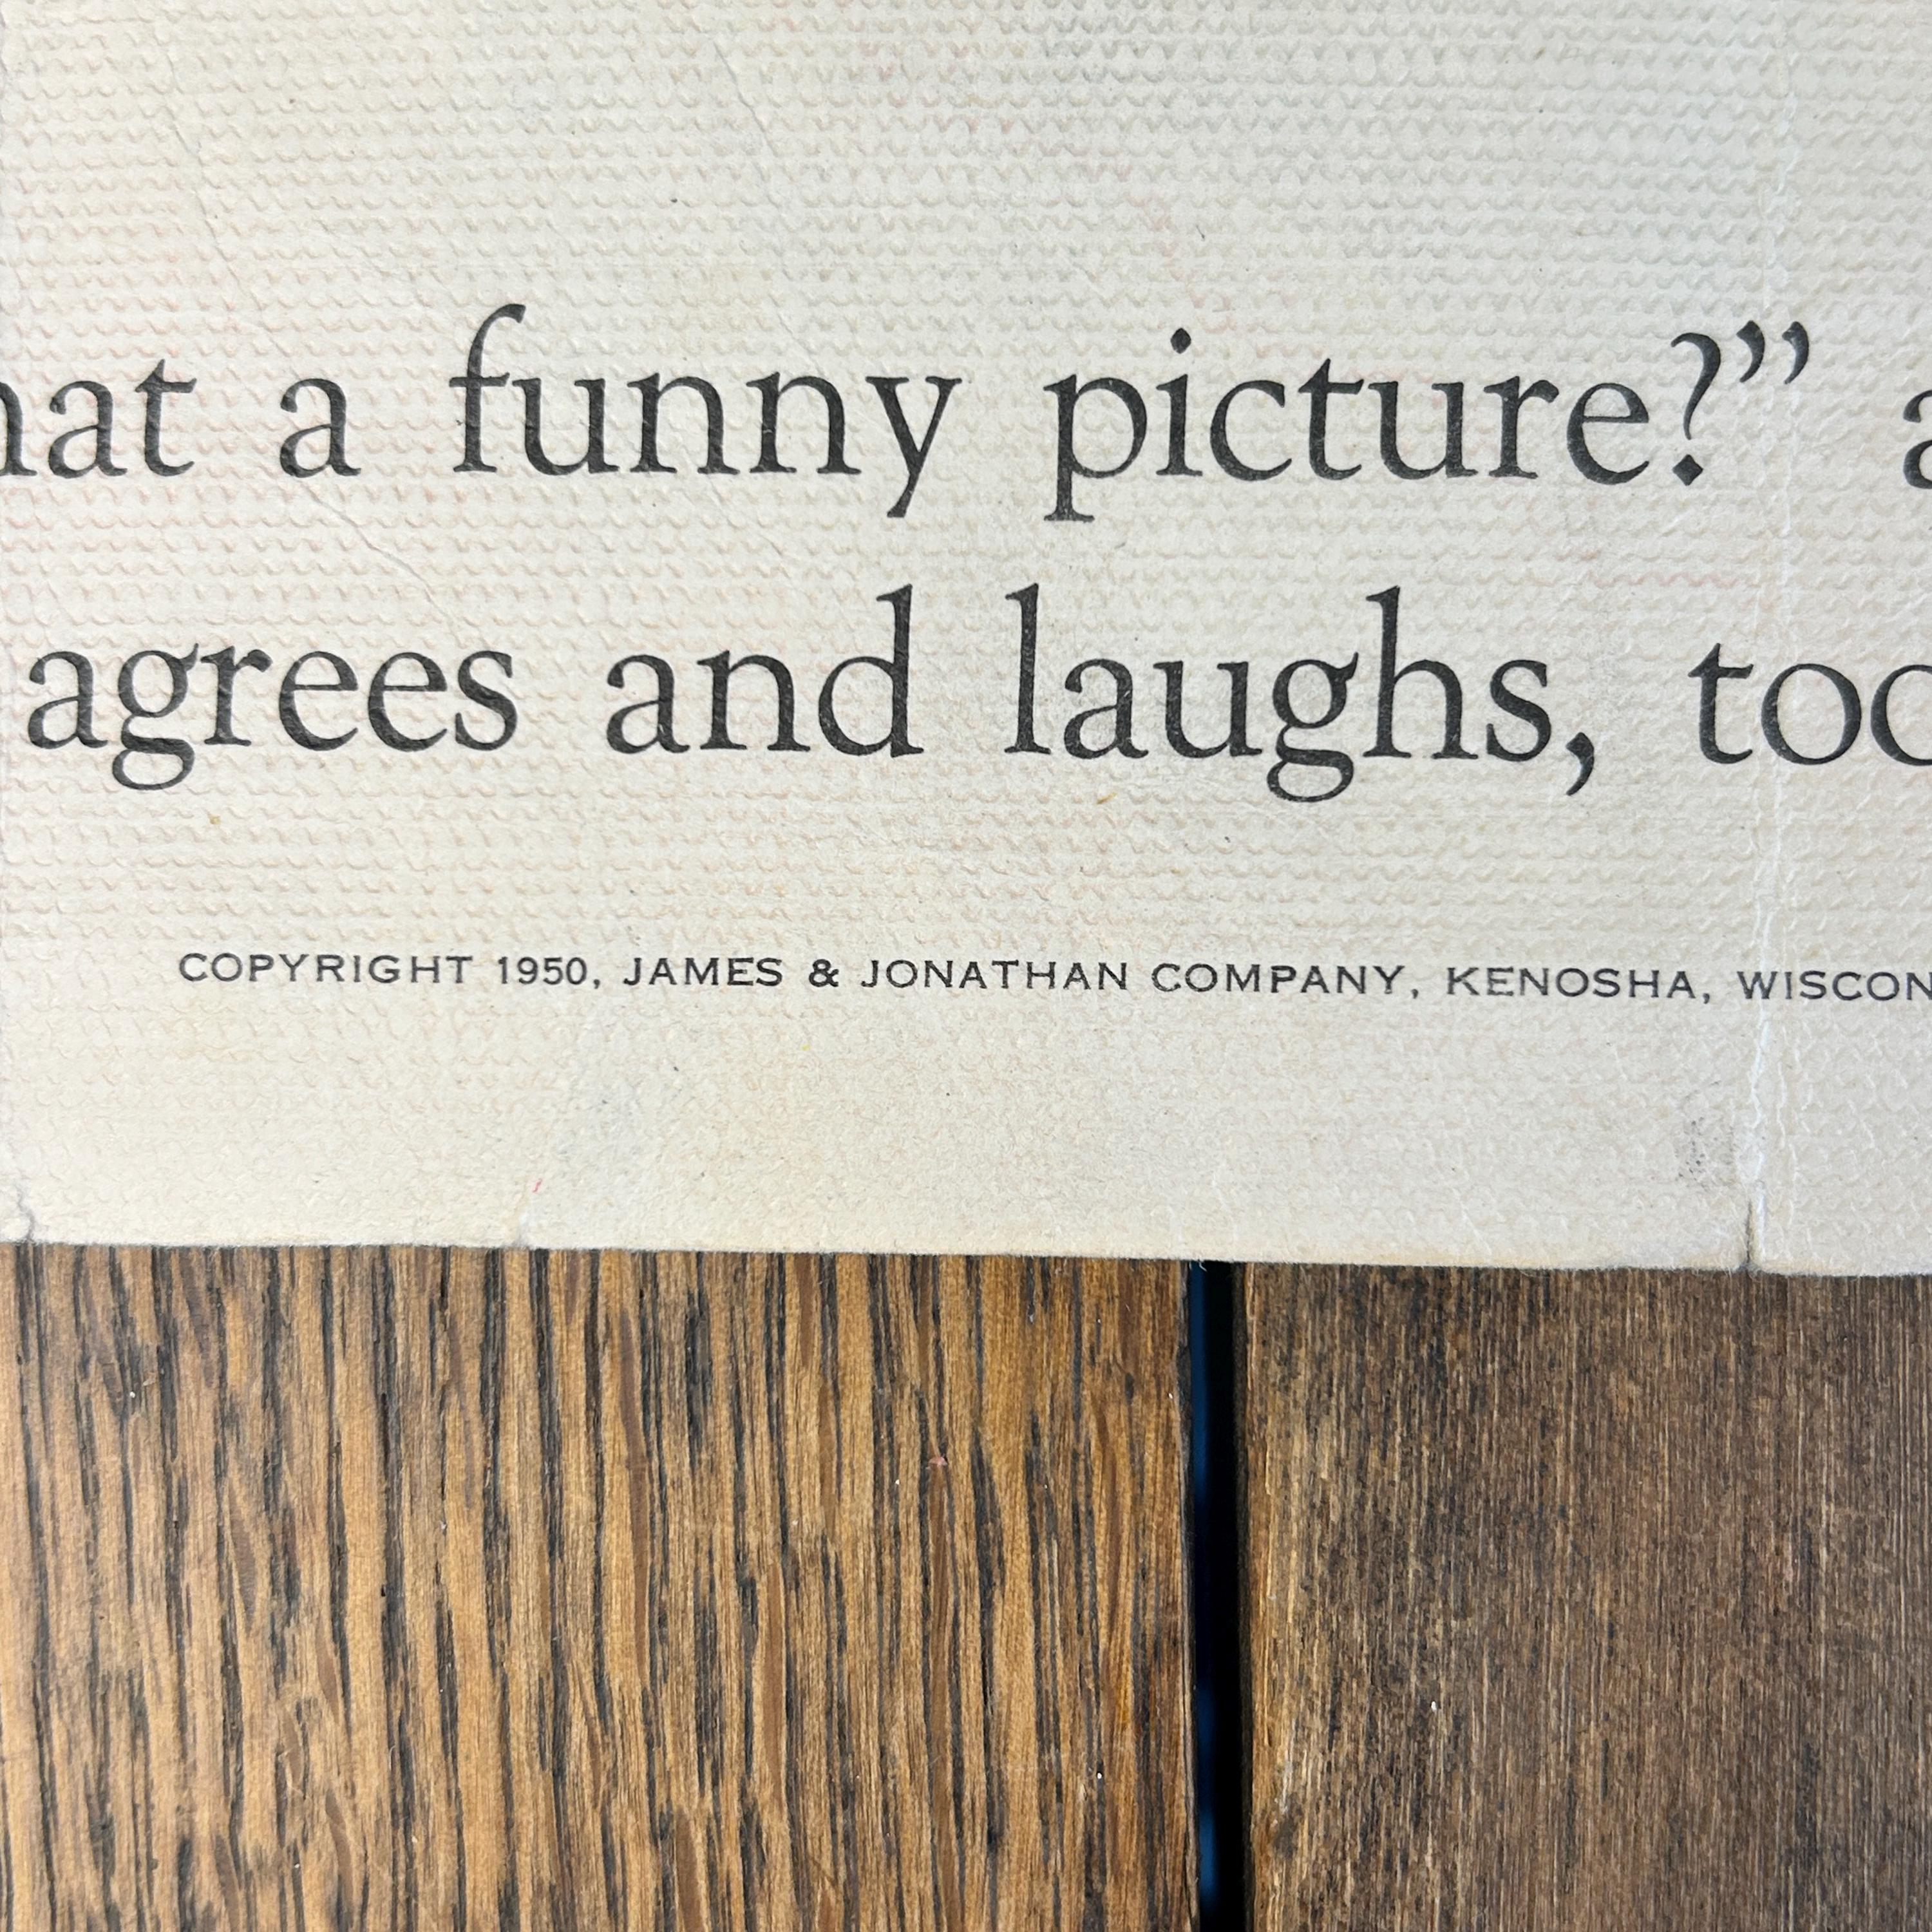 hat a funny picture?” a
agrees and laughs, too
COPYRIGHT 1950, JAMES & JONATHAN COMPANY, KENOSHA, WISCON